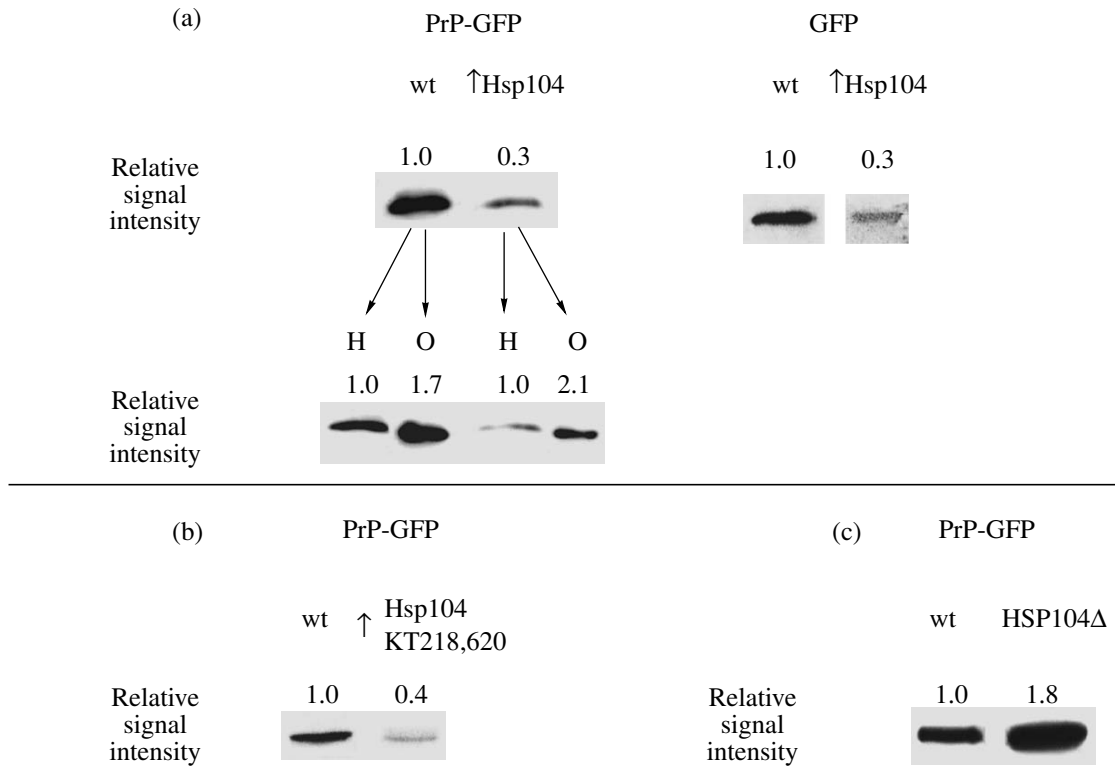 (a)
PrP-GFP GFP
wt ↑Hsp104 wt ↑Hsp104
1.0 0.3 1.0 0.3
Relative
signal
intensity
H O H O
1.0 1.7 1.0 2.1
Relative
signal
intensity
(b) PrP-GFP
wt ↑ Hsp104
KT218,620
1.0 0.4
Relative
signal
intensity
(c) PrP-GFP
wt HSP104Δ
1.0 1.8
Relative
signal
intensity